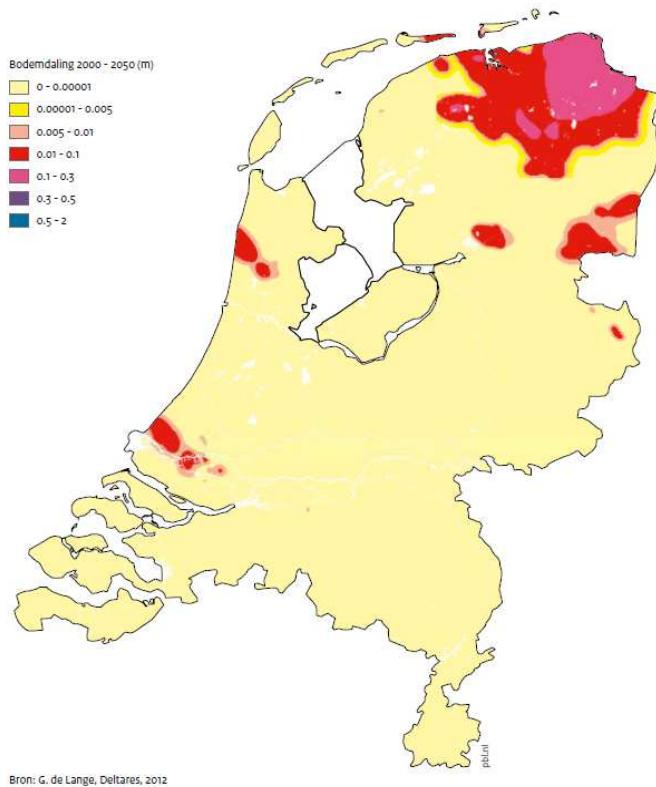 Bodemdaling 2000 - 2050 (m)
0 - 0.00001
0.00001 - 0.005
0.005 - 0.01
0.01 - 0.1
0.1 - 0.3
0.3 - 0.5
0.5 - 2
pbl.nl
Bron: G. de Lange, Deltares, 2012